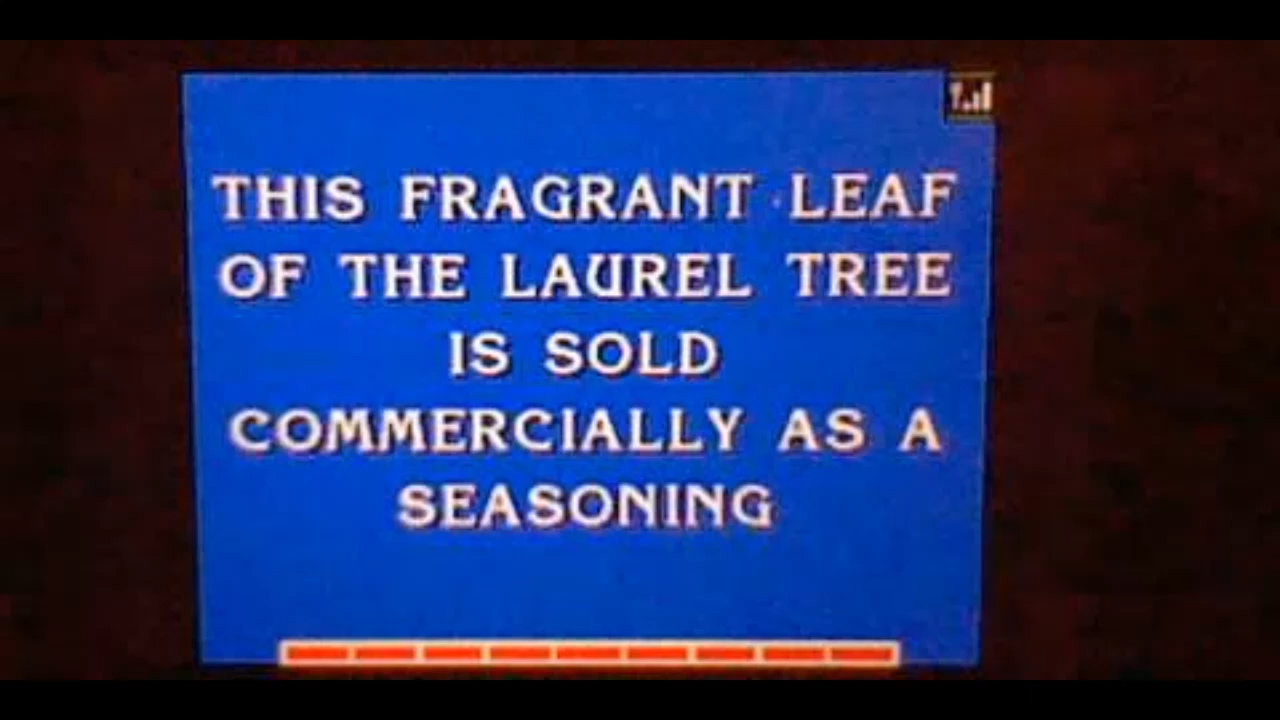 THIS FRAGRANT LEAF
OF THE LAUREL TREE
IS SOLD
COMMERCIALLY AS A
SEASONING